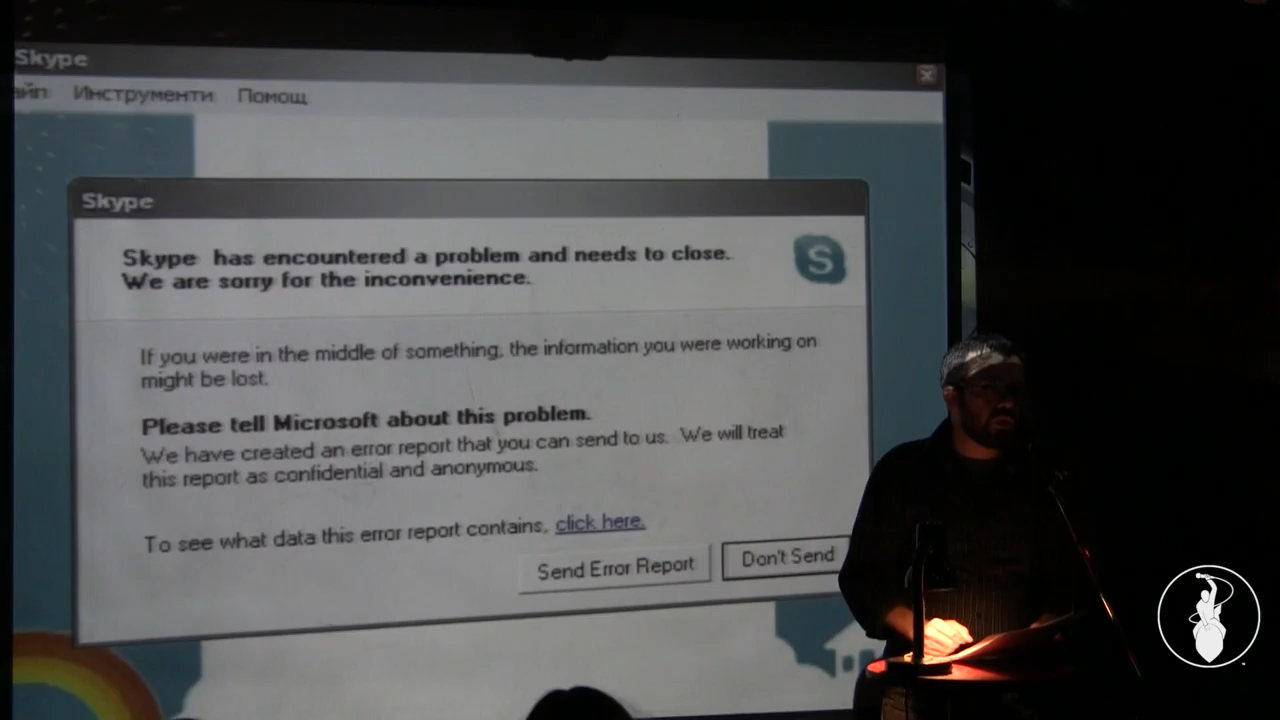 Skype
айл Инструменти Помощ
Skype
Skype has encountered a problem and needs to close.
We are sorry for the inconvenience.
S
If you were in the middle of something, the information you were working on
might be lost.
Please tell Microsoft about this problem.
We have created an error report that you can send to us. We will treat
this report as confidential and anonymous.
To see what data this error report contains, click here.
Send Error Report Don't Send